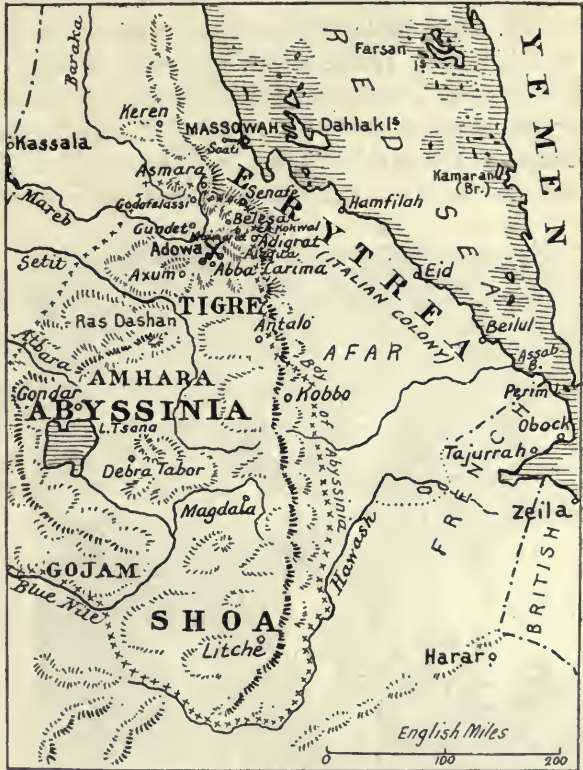 Baraka
RED SEA
Farsan
Is
YEMEN
Keren
MASSOWAH
Dahlak Is
Kassala
Saati
Kamaran
(Br.)
Asmara
ERYTREA
(ITALIAN COLONY)
Senafe
Mareb
Godofelassi
Hamfilah
Gundet
Belesa
Kokwal
Adowa
Adigrat
Setit
Axum
Abba Carima
Eid
TIGRE
Ras Dashan
Antalo
Beilul
Atbara
AFAR
Assab
B.
AMHARA
Perim
Gondar
Kobbo
ABYSSINIA
Obock
L. Tsana
Tajurrah
Bdy. of Abyssinia
Debra Tabor
FRENCH
Magdala
Zeila
Hawash
GOJAM
BRITISH
Blue Nile
SHOA
Litche
Harar
English Miles
0 100 200